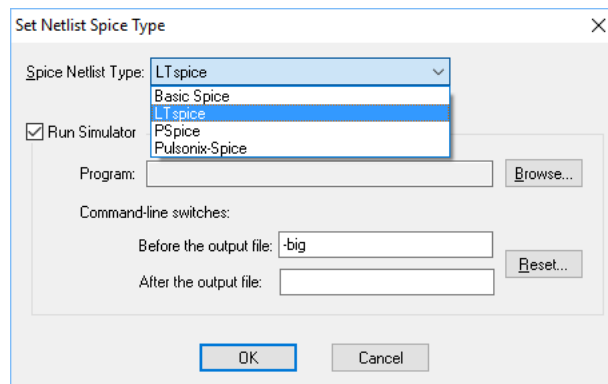 Set Netlist Spice Type
Spice Netlist Type: LTspice
Basic Spice
LTspice
PSpice
Pulsonix-Spice
Run Simulator
Program: Browse...
Command-line switches:
Before the output file: -big
Reset...
After the output file:
OK Cancel